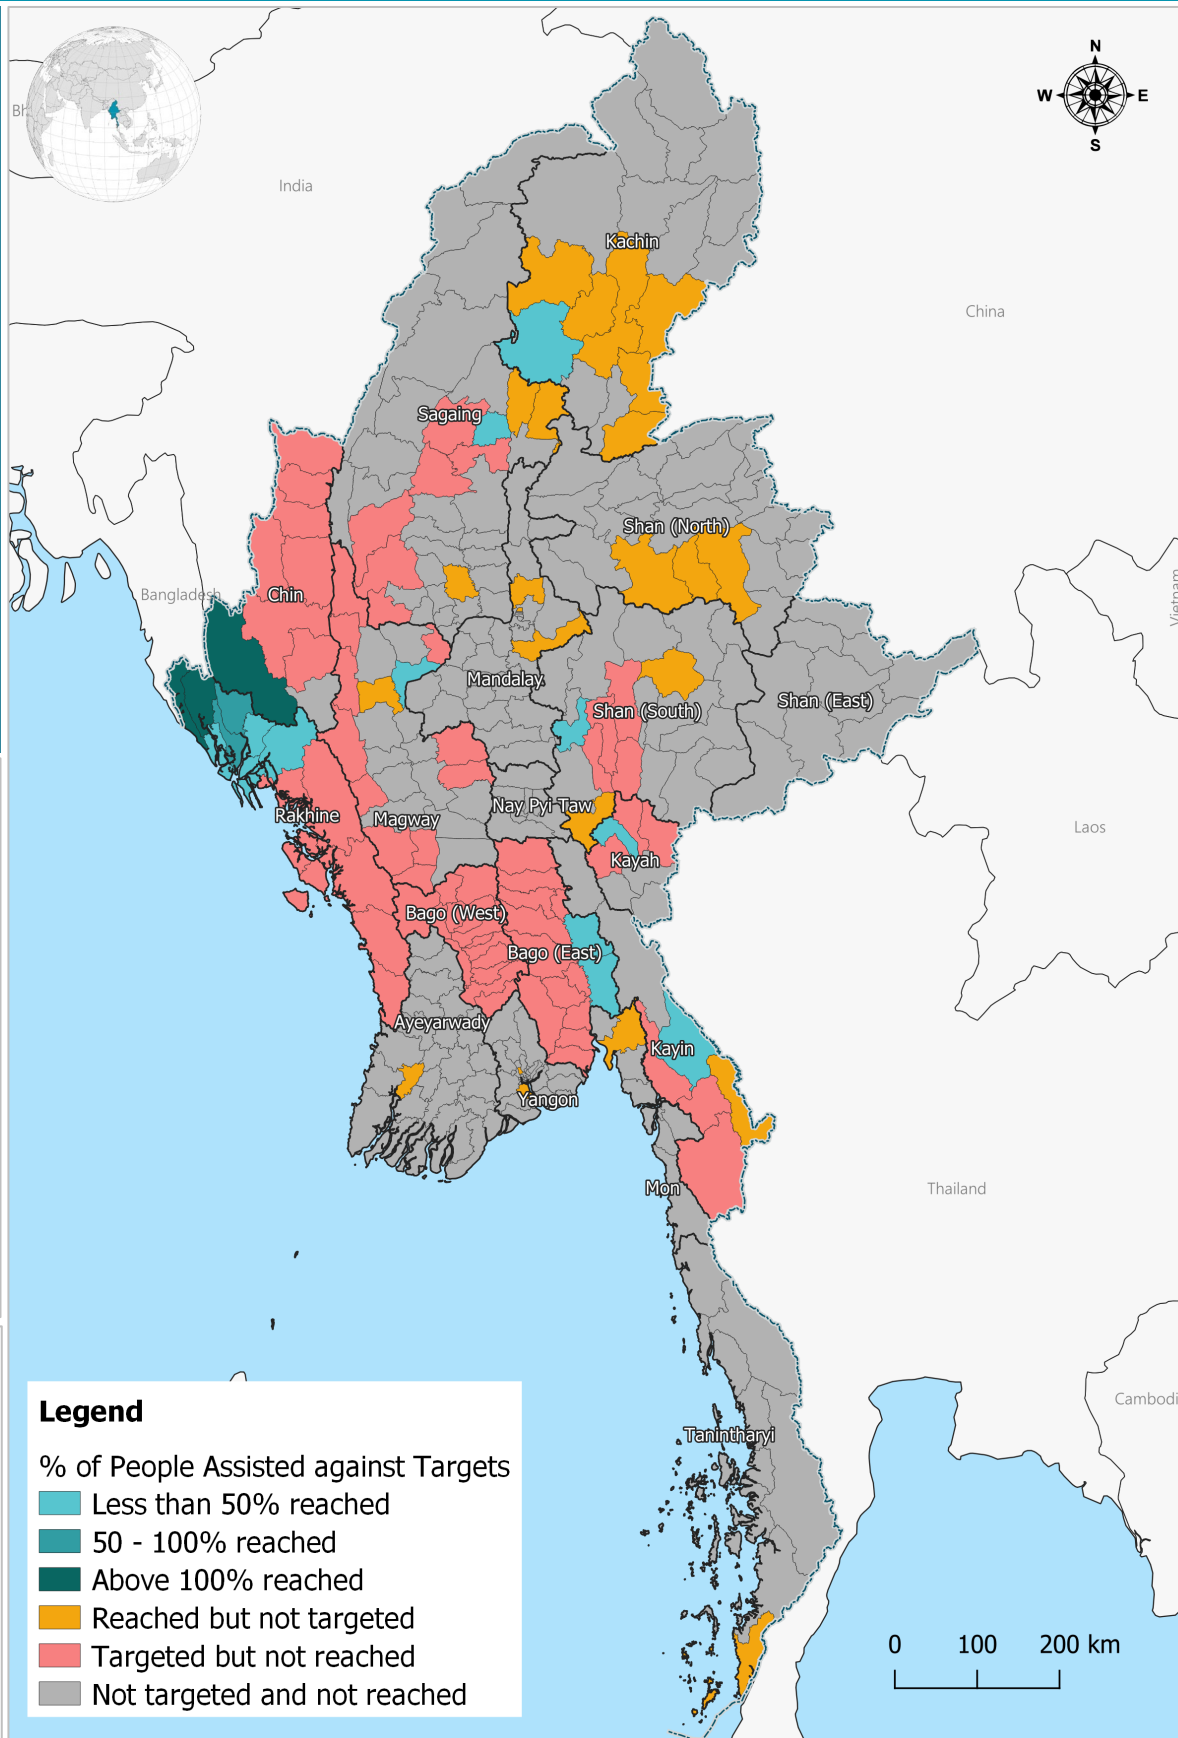 N
W
E
S
Bh
India
Kachin
China
Sagaing
Shan (North)
Vietnam
Bangladesh
Chin
Mandalay
Shan (South)
Shan (East)
Nay Pyi Taw
Rakhine
Magway
Laos
Kayah
Bago (West)
Bago (East)
Ayeyarwady
Kayin
Yangon
Mon
Thailand
Cambodi
Tanintharyi
Legend
% of People Assisted against Targets
Less than 50% reached
50 - 100% reached
Above 100% reached
Reached but not targeted
Targeted but not reached
Not targeted and not reached
0 100 200 km